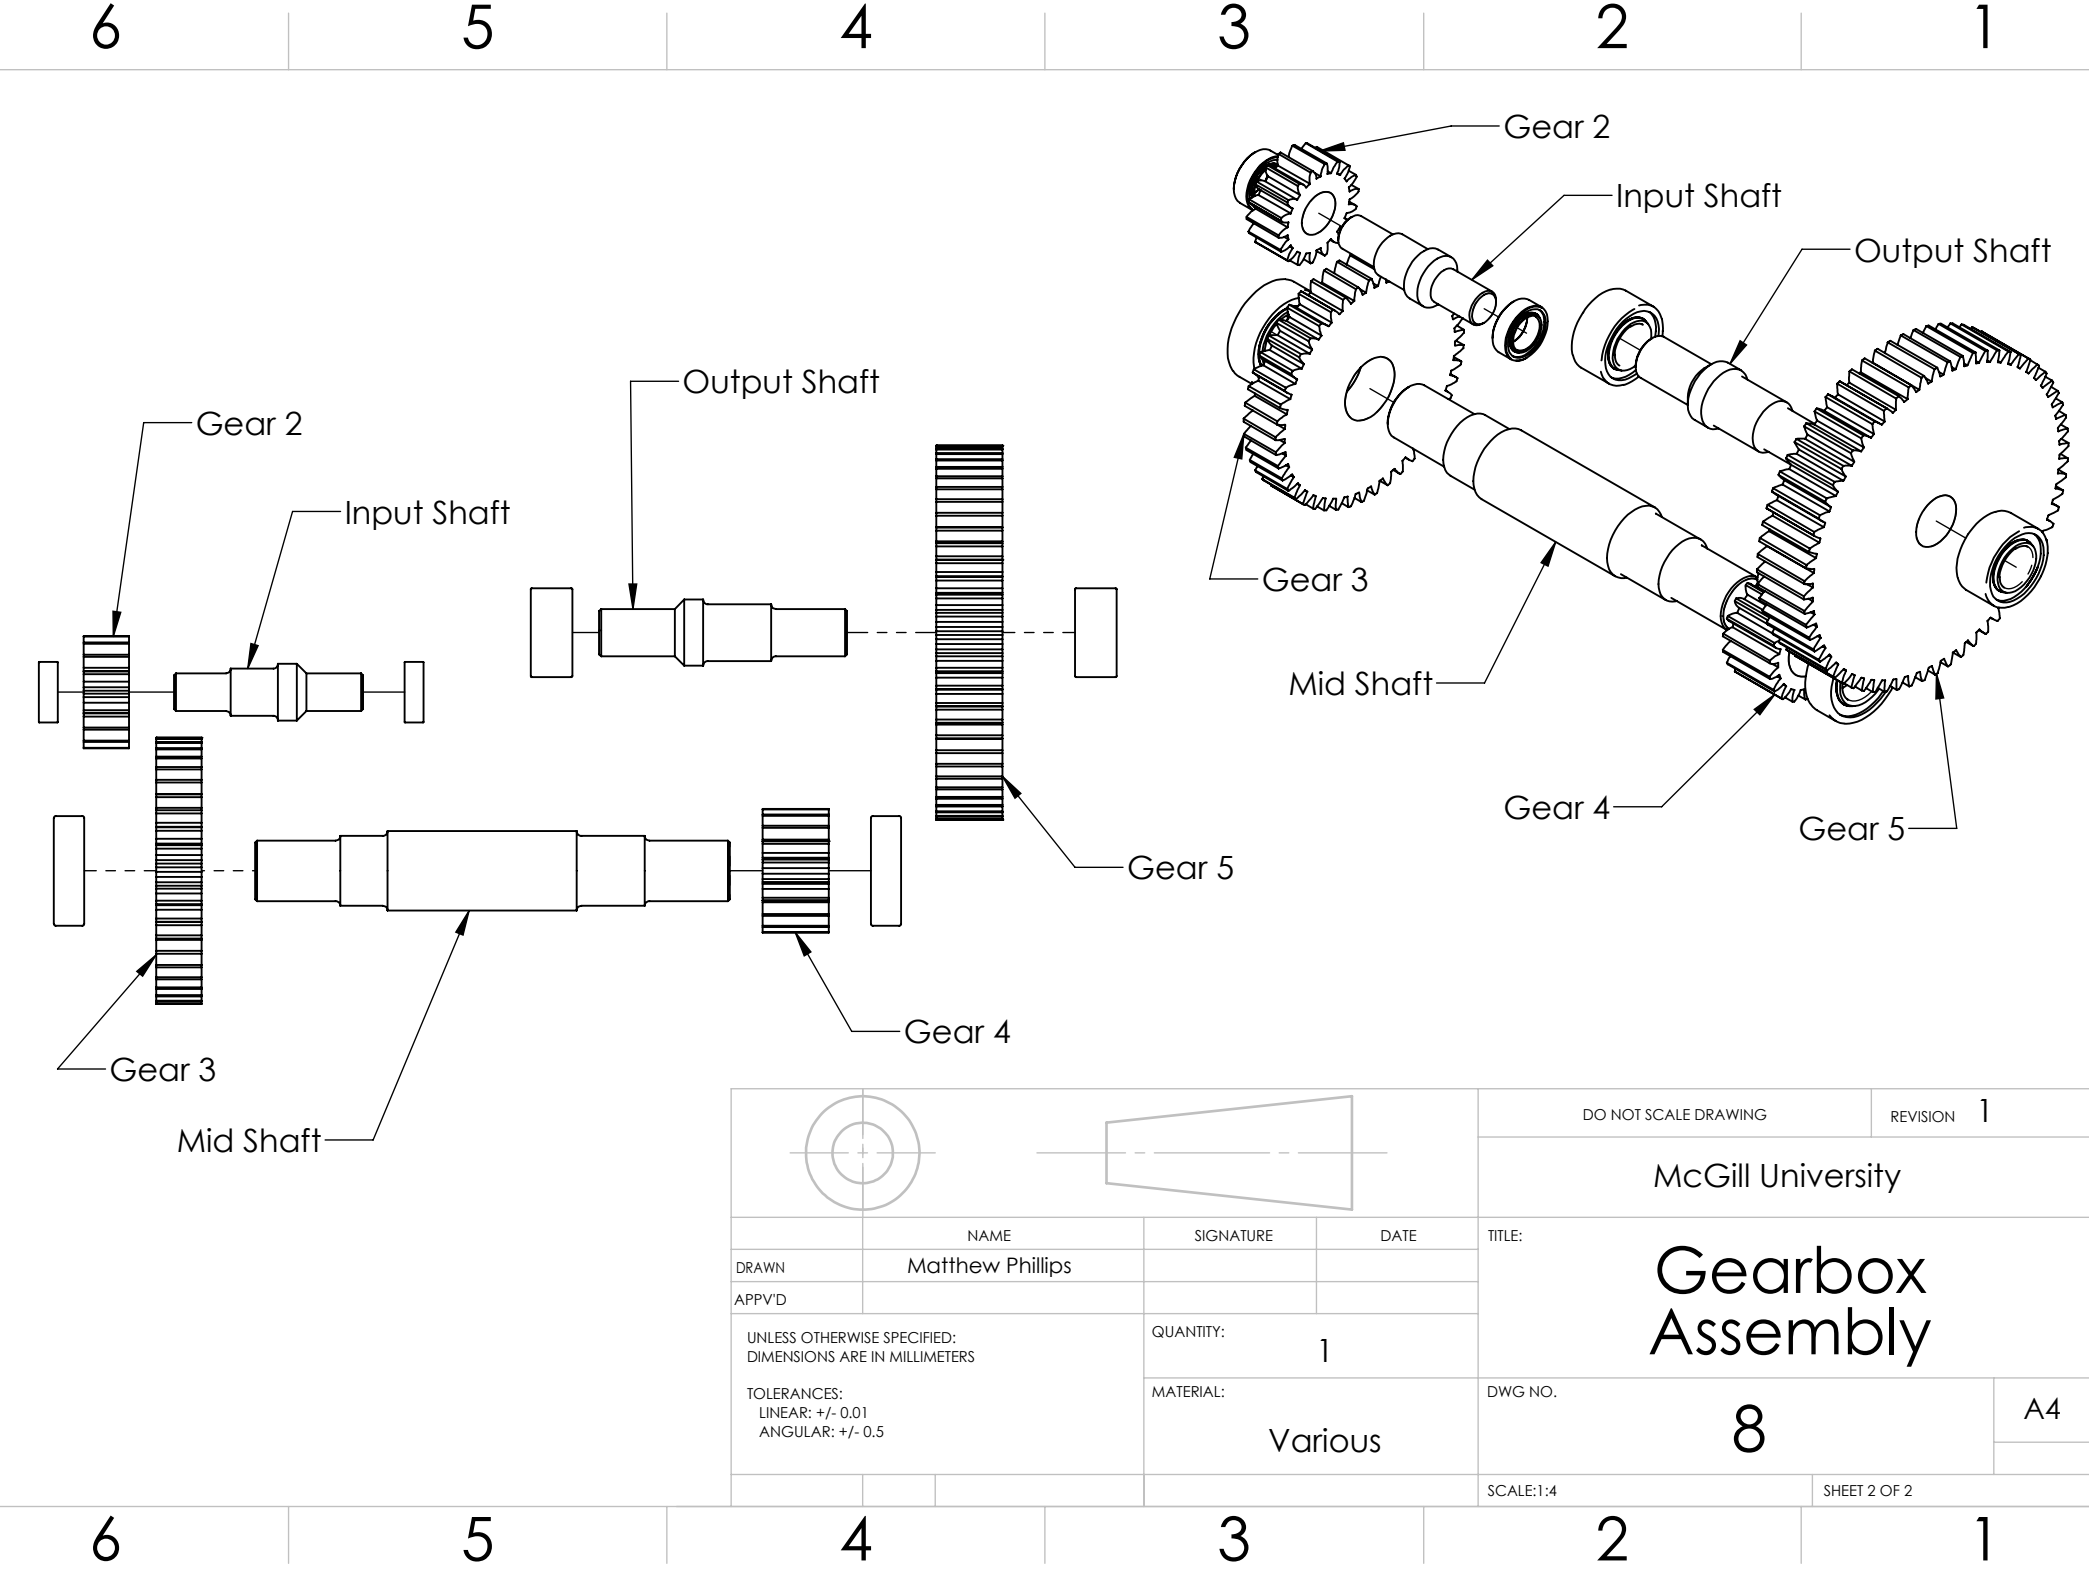 6 5 4 3 2 1
Gear 2
Input Shaft
Output Shaft
Gear 3
Mid Shaft
Gear 4
Gear 5
Output Shaft
Gear 2
Input Shaft
Gear 5
Gear 4
Gear 3
Mid Shaft
DO NOT SCALE DRAWING
REVISION 1
McGill University
NAME SIGNATURE DATE
DRAWN Matthew Phillips
APPV'D
TITLE:
Gearbox
Assembly
UNLESS OTHERWISE SPECIFIED:
DIMENSIONS ARE IN MILLIMETERS
TOLERANCES:
LINEAR: +/- 0.01
ANGULAR: +/- 0.5
QUANTITY:
1
MATERIAL:
Various
DWG NO.
8
A4
SCALE:1:4
SHEET 2 OF 2
6 5 4 3 2 1